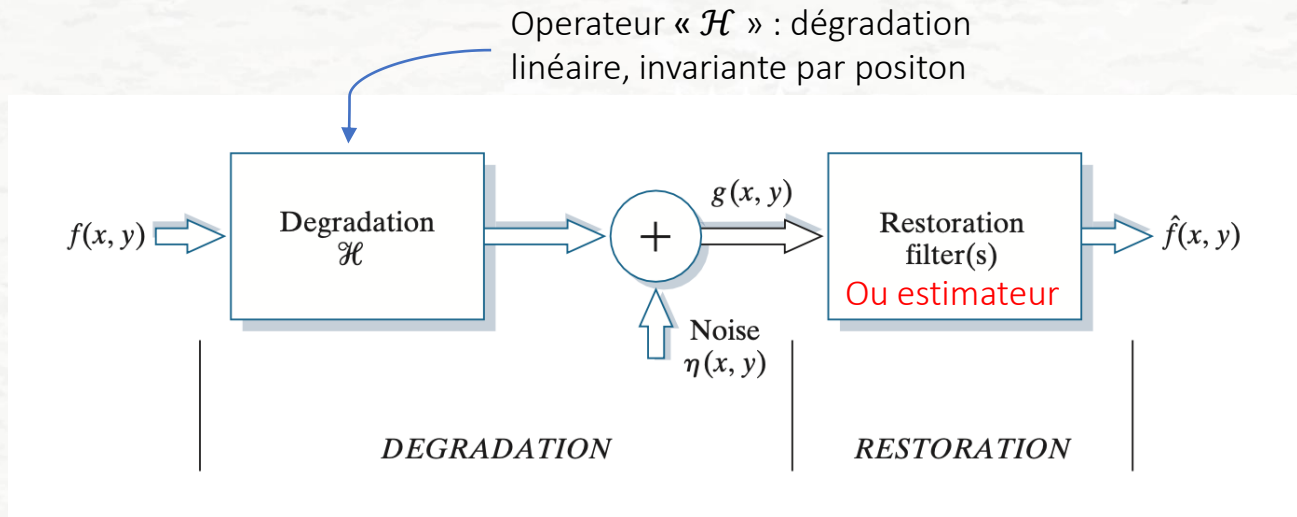 Operateur « ℋ » : dégradation
linéaire, invariante par positon
f(x, y)
Degradation
ℋ
+
g(x, y)
Noise
η(x, y)
Restoration
filter(s)
Ou estimateur
f̂(x, y)
DEGRADATION
RESTORATION